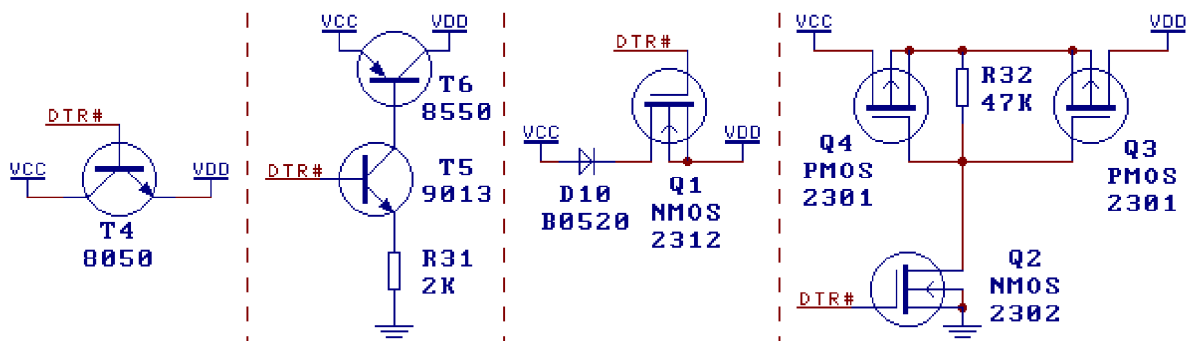 DTR#
VCC
VDD
T4
8050
VCC
VDD
T6
8550
DTR#
T5
9013
R31
2K
DTR#
VCC
VDD
D10
B0520
Q1
NMOS
2312
VCC
VDD
R32
47K
Q4
PMOS
2301
Q3
PMOS
2301
DTR#
Q2
NMOS
2302